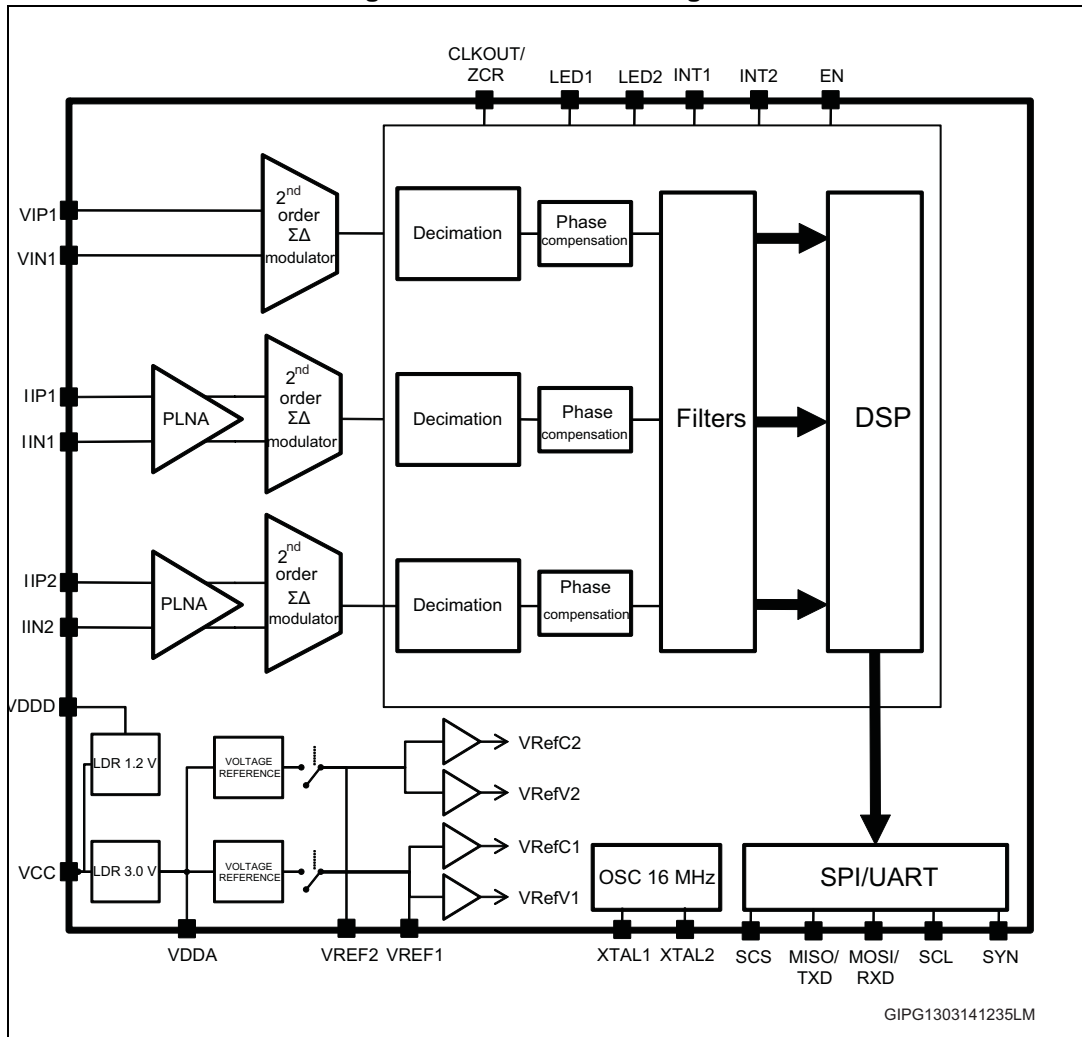 CLKOUT/
ZCR
LED1
LED2
INT1
INT2
EN
VIP1
VIN1
2nd
order
ΣΔ
modulator
Decimation
Phase
compensation
IIP1
IIN1
PLNA
2nd
order
ΣΔ
modulator
Decimation
Phase
compensation
Filters
DSP
IIP2
IIN2
PLNA
2nd
order
ΣΔ
modulator
Decimation
Phase
compensation
VDDD
LDR 1.2 V
VOLTAGE
REFERENCE
VRefC2
VRefV2
VCC
LDR 3.0 V
VOLTAGE
REFERENCE
VRefC1
VRefV1
OSC 16 MHz
SPI/UART
VDDA
VREF2
VREF1
XTAL1
XTAL2
SCS
MISO/
TXD
MOSI/
RXD
SCL
SYN
GIPG1303141235LM